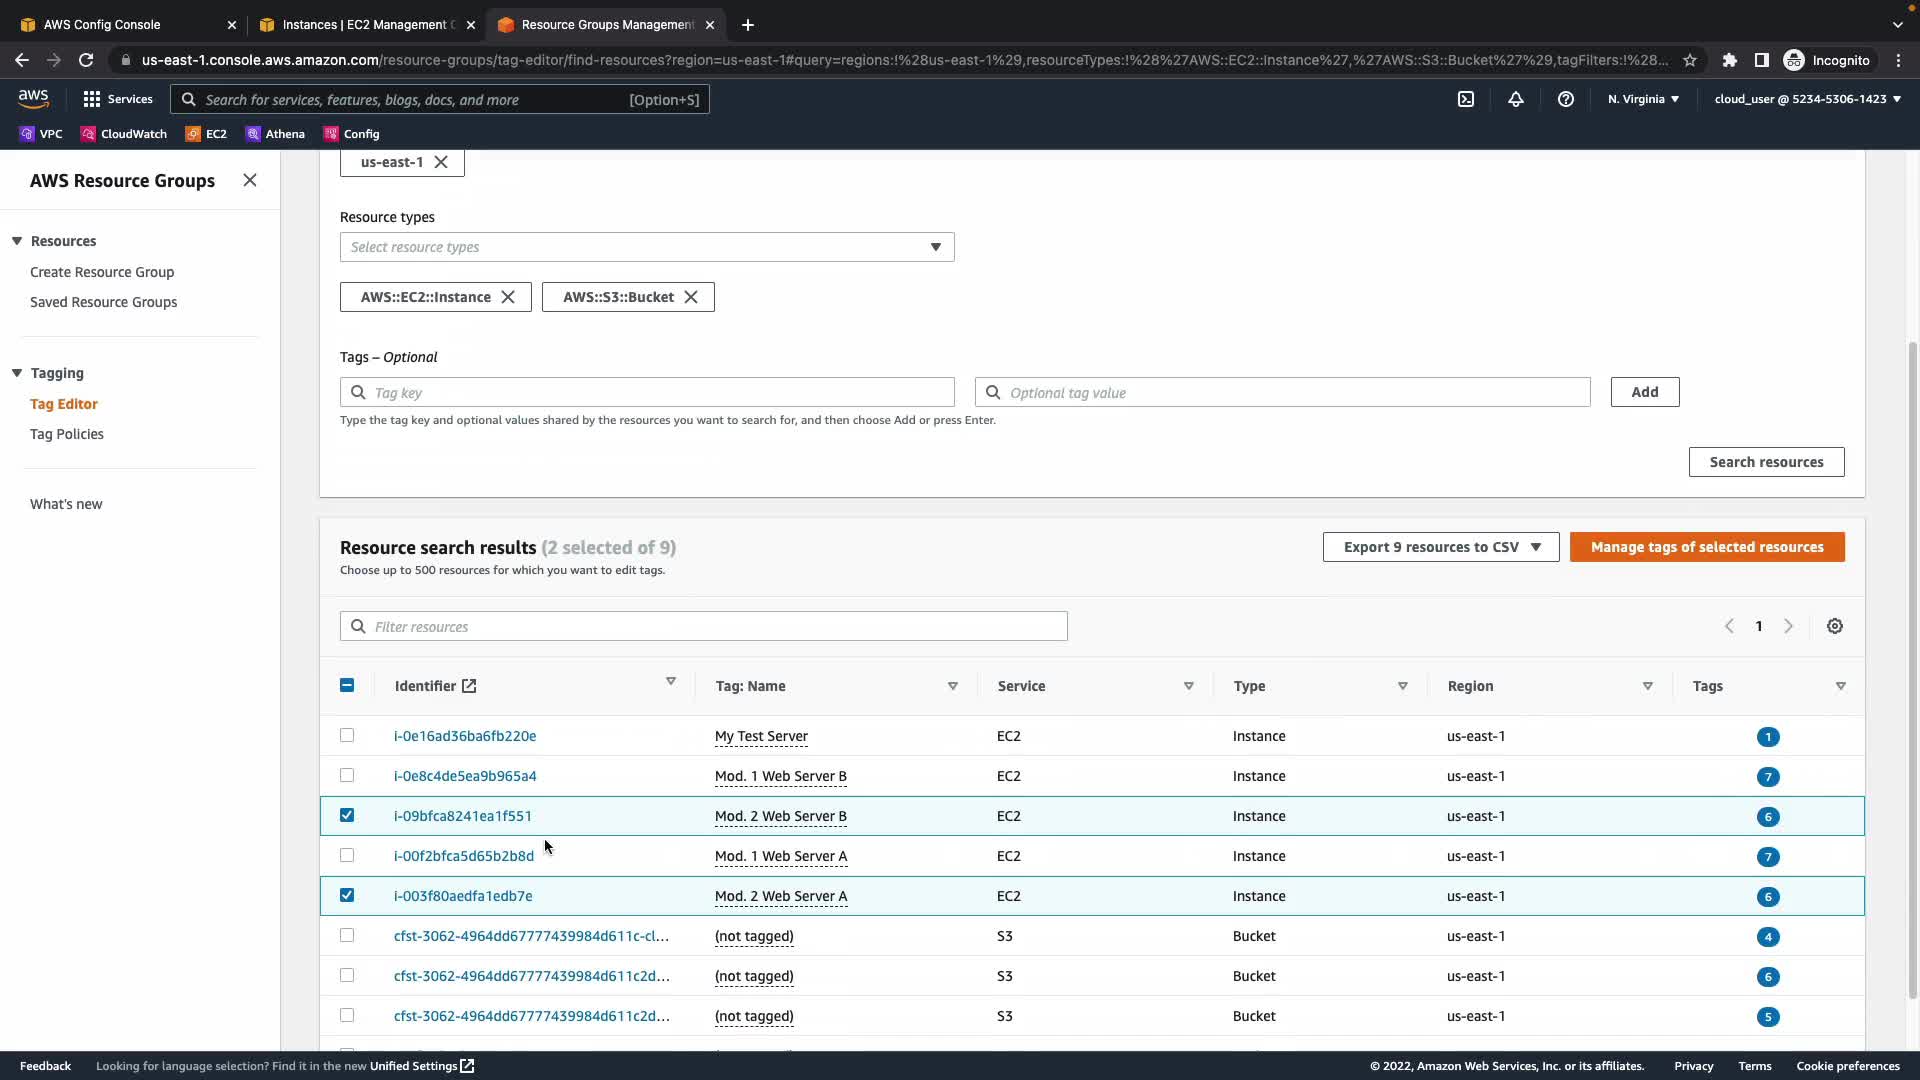 AWS Config Console
Instances | EC2 Management C
Resource Groups Management
us-east-1.console.aws.amazon.com/resource-groups/tag-editor/find-resources?region=us-east-1#query=regions:!%28us-east-1%29,resourceTypes:!%28%27AWS::EC2::Instance%27,%27AWS::S3::Bucket%27%29,tagFilters:!%28...
Incognito
aws
Services
Search for services, features, blogs, docs, and more
[Option+S]
N. Virginia
cloud_user @ 5234-5306-1423
VPC
CloudWatch
EC2
Athena
Config
AWS Resource Groups
Resources
Create Resource Group
Saved Resource Groups
Tagging
Tag Editor
Tag Policies
What's new
us-east-1
Resource types
Select resource types
AWS::EC2::Instance
AWS::S3::Bucket
Tags – Optional
Tag key
Optional tag value
Add
Type the tag key and optional values shared by the resources you want to search for, and then choose Add or press Enter.
Search resources
Resource search results (2 selected of 9)
Choose up to 500 resources for which you want to edit tags.
Export 9 resources to CSV
Manage tags of selected resources
Filter resources
1
Identifier Tag: Name Service Type Region Tags
i-0e16ad36ba6fb220e My Test Server EC2 Instance us-east-1 1
i-0e8c4de5ea9b965a4 Mod. 1 Web Server B EC2 Instance us-east-1 7
i-09bfca8241ea1f551 Mod. 2 Web Server B EC2 Instance us-east-1 6
i-00f2bfca5d65b2b8d Mod. 1 Web Server A EC2 Instance us-east-1 7
i-003f80aedfa1edb7e Mod. 2 Web Server A EC2 Instance us-east-1 6
cfst-3062-4964dd67777439984d611c-cl... (not tagged) S3 Bucket us-east-1 4
cfst-3062-4964dd67777439984d611c2d... (not tagged) S3 Bucket us-east-1 6
cfst-3062-4964dd67777439984d611c2d... (not tagged) S3 Bucket us-east-1 5
Feedback
Looking for language selection? Find it in the new Unified Settings
© 2022, Amazon Web Services, Inc. or its affiliates.
Privacy
Terms
Cookie preferences